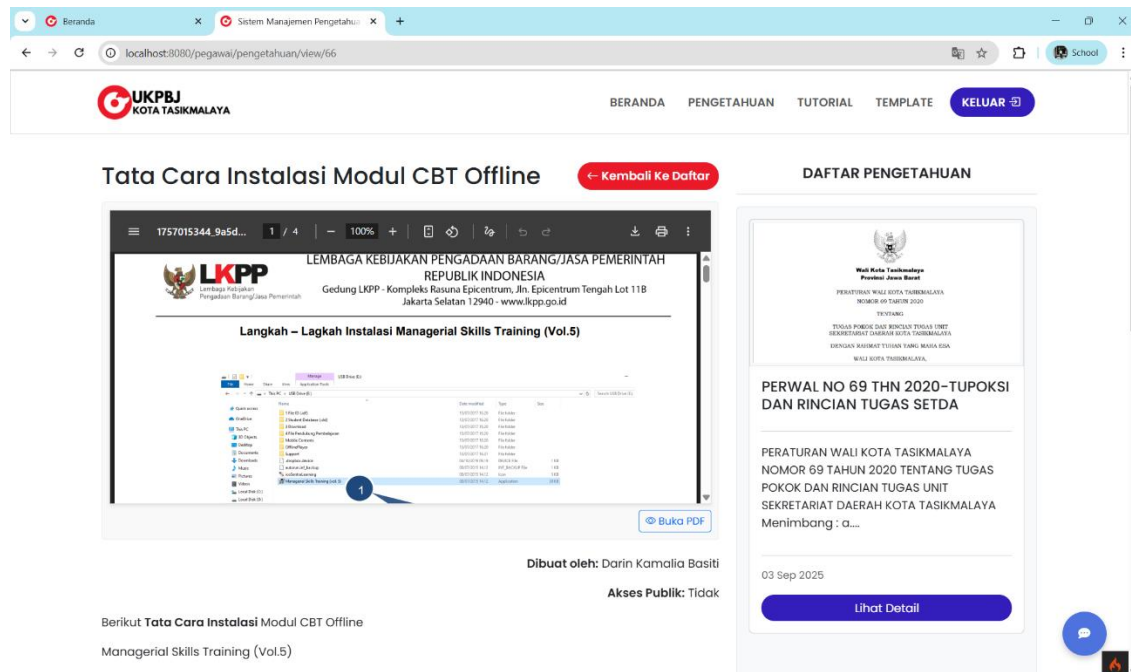 Beranda
Sistem Manajemen Pengetahua
localhost:8080/pegawai/pengetahuan/view/66
School
UKPBJ
KOTA TASIKMALAYA
BERANDA PENGETAHUAN TUTORIAL TEMPLATE KELUAR
Tata Cara Instalasi Modul CBT Offline
← Kembali Ke Daftar
1757015344_9a5d... 1 / 4 − 100% +
LKPP
Lembaga Kebijakan
Pengadaan Barang/Jasa Pemerintah
LEMBAGA KEBIJAKAN PENGADAAN BARANG/JASA PEMERINTAH
REPUBLIK INDONESIA
Gedung LKPP - Kompleks Rasuna Epicentrum, Jln. Epicentrum Tengah Lot 11B
Jakarta Selatan 12940 - www.lkpp.go.id
Langkah – Lagkah Instalasi Managerial Skills Training (Vol.5)
1
Buka PDF
Dibuat oleh: Darin Kamalia Basiti
Akses Publik: Tidak
Berikut Tata Cara Instalasi Modul CBT Offline
Managerial Skills Training (Vol.5)
DAFTAR PENGETAHUAN
Wali Kota Tasikmalaya
Provinsi Jawa Barat
PERATURAN WALI KOTA TASIKMALAYA
NOMOR 69 TAHUN 2020
TENTANG
TUGAS POKOK DAN RINCIAN TUGAS UNIT
SEKRETARIAT DAERAH KOTA TASIKMALAYA
DENGAN RAHMAT TUHAN YANG MAHA ESA
WALI KOTA TASIKMALAYA,
PERWAL NO 69 THN 2020-TUPOKSI
DAN RINCIAN TUGAS SETDA
PERATURAN WALI KOTA TASIKMALAYA
NOMOR 69 TAHUN 2020 TENTANG TUGAS
POKOK DAN RINCIAN TUGAS UNIT
SEKRETARIAT DAERAH KOTA TASIKMALAYA
Menimbang : a....
03 Sep 2025
Lihat Detail